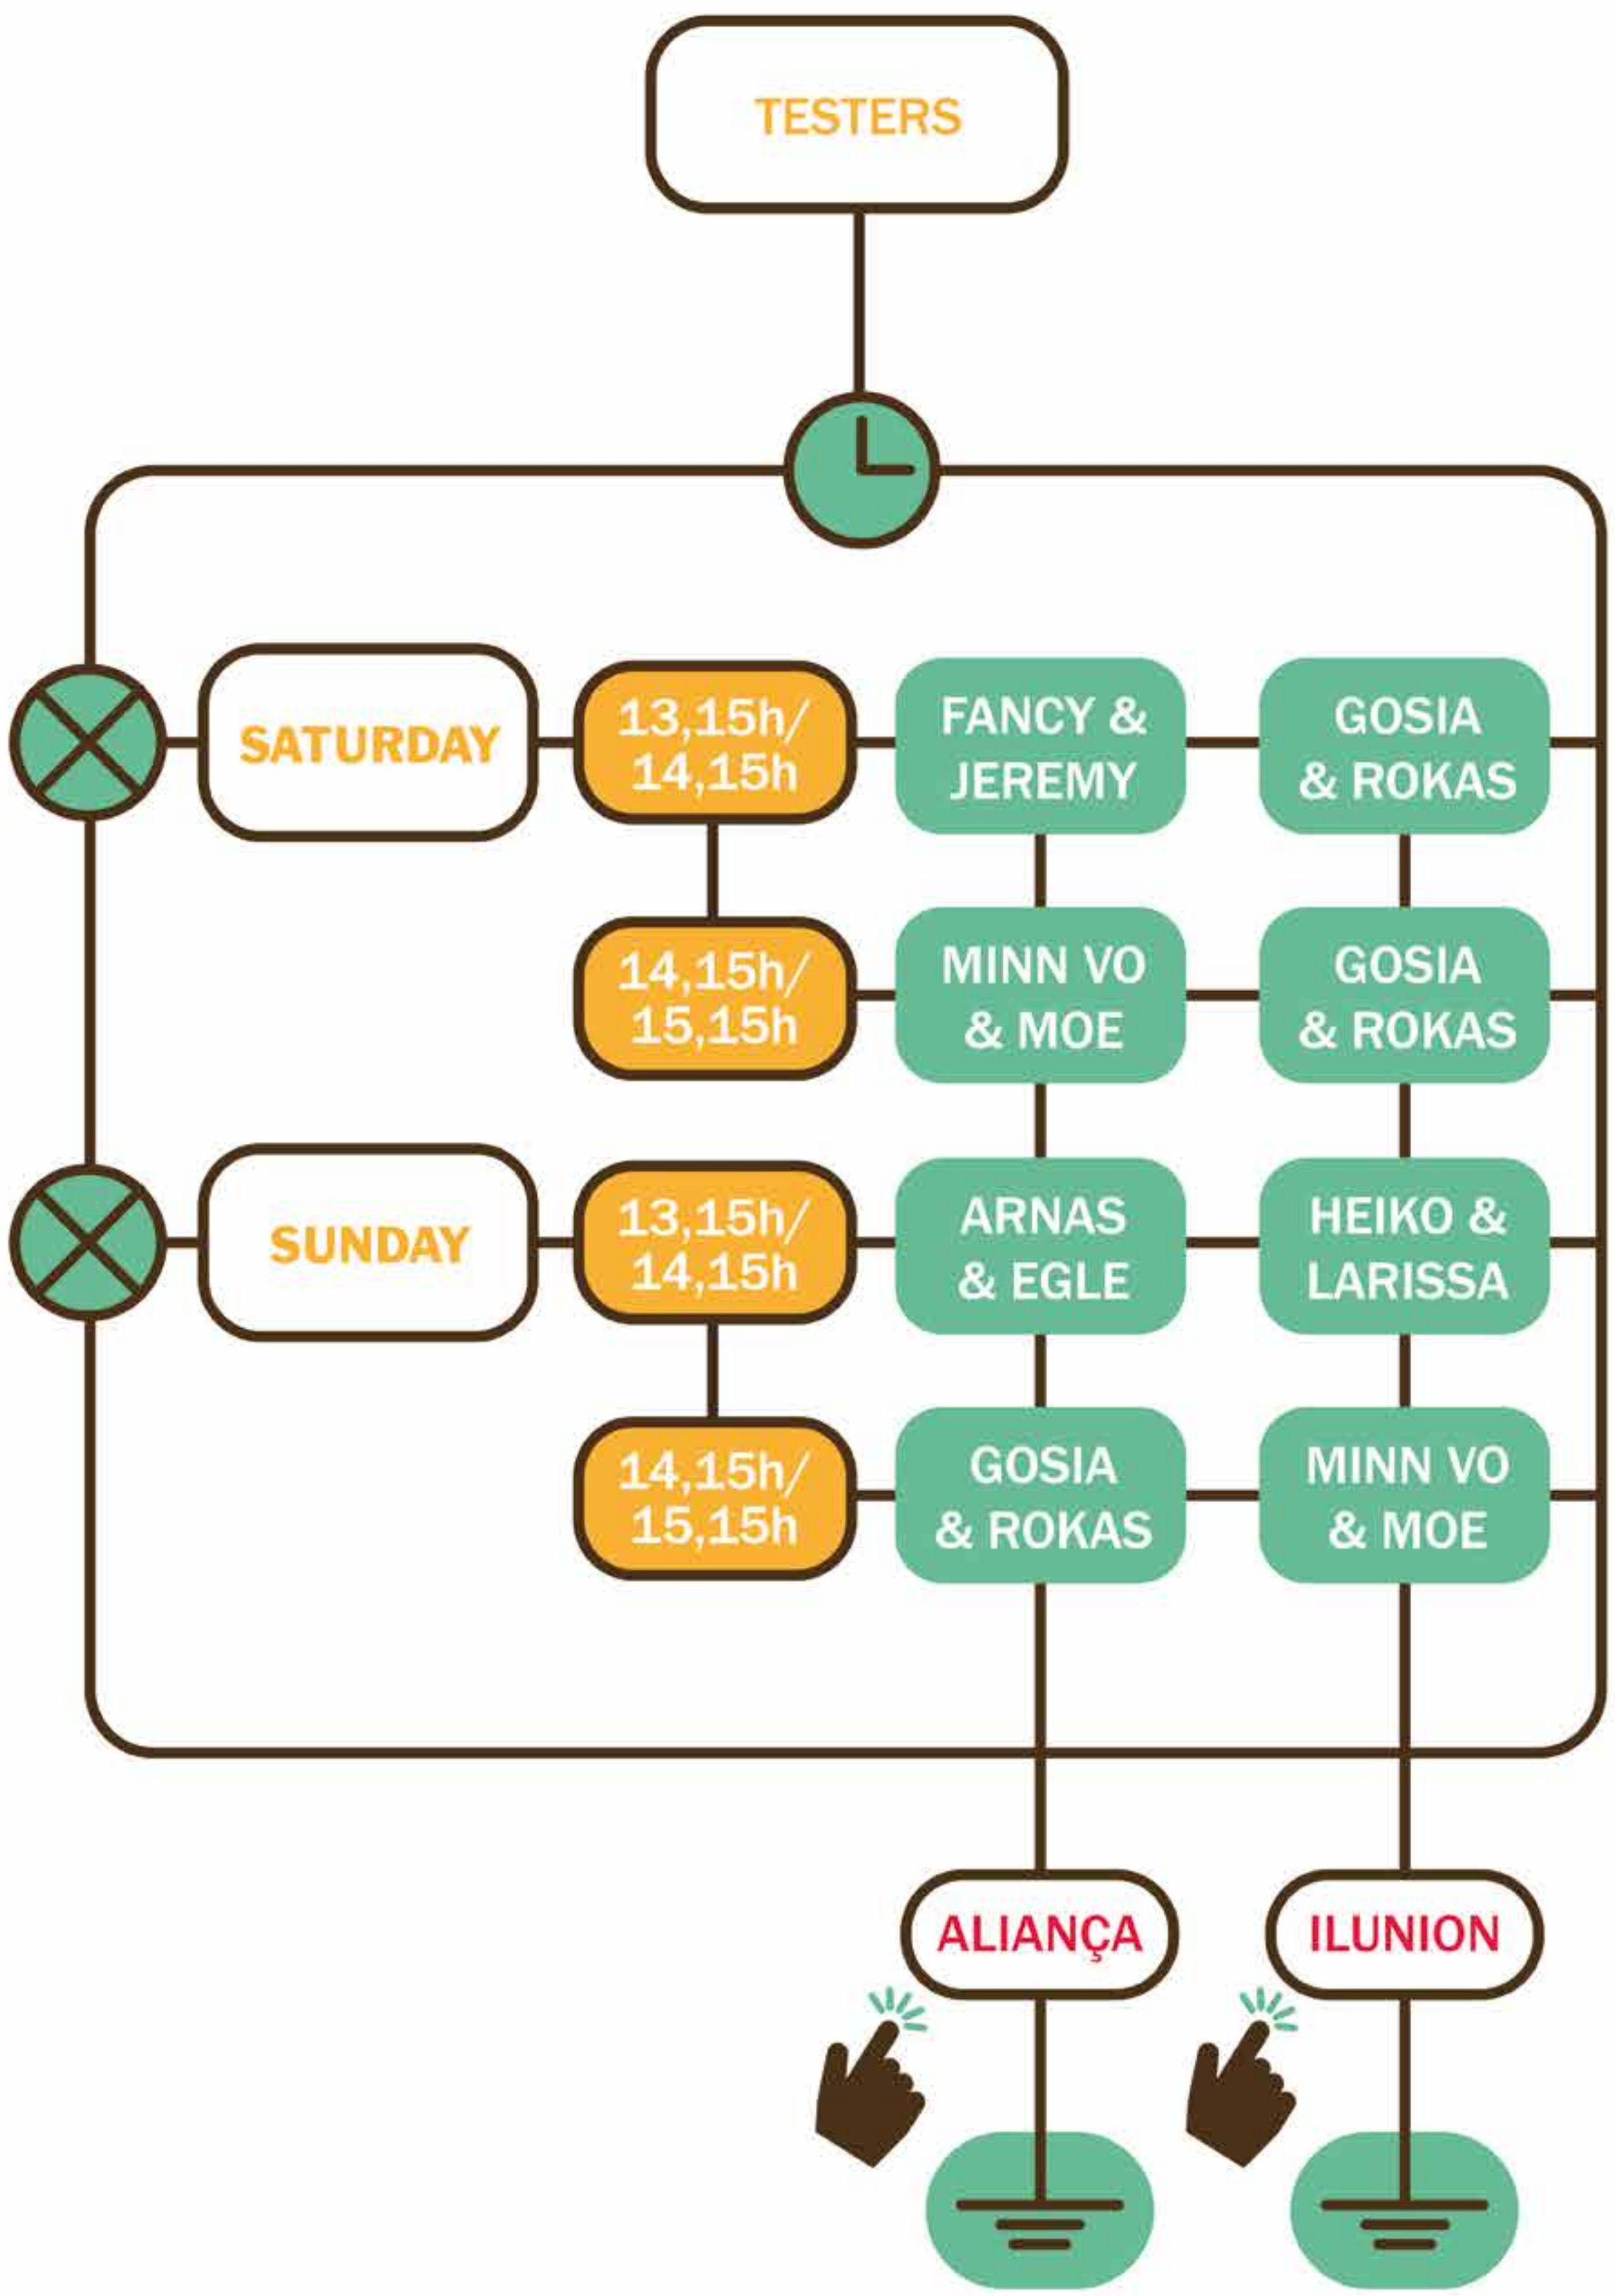 TESTERS
SATURDAY
13,15h/
14,15h
FANCY &
JEREMY
GOSIA
& ROKAS
14,15h/
15,15h
MINN VO
& MOE
GOSIA
& ROKAS
SUNDAY
13,15h/
14,15h
ARNAS
& EGLE
HEIKO &
LARISSA
14,15h/
15,15h
GOSIA
& ROKAS
MINN VO
& MOE
ALIANÇA
ILUNION